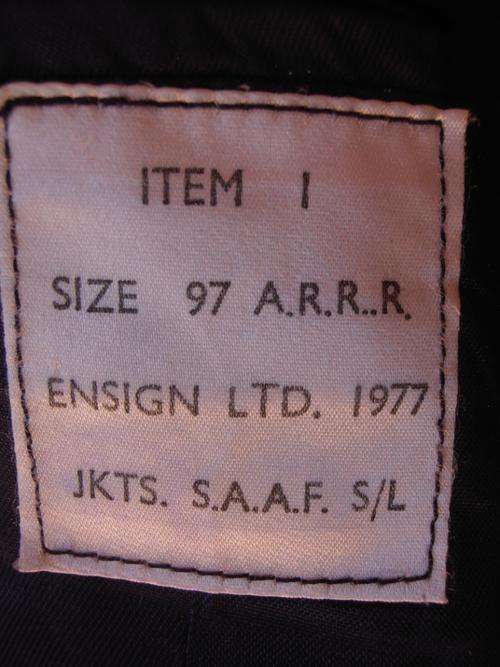 ITEM 1
SIZE 97 A.R.R..R.
ENSIGN LTD. 1977
JKTS. S.A.A.F. S/L